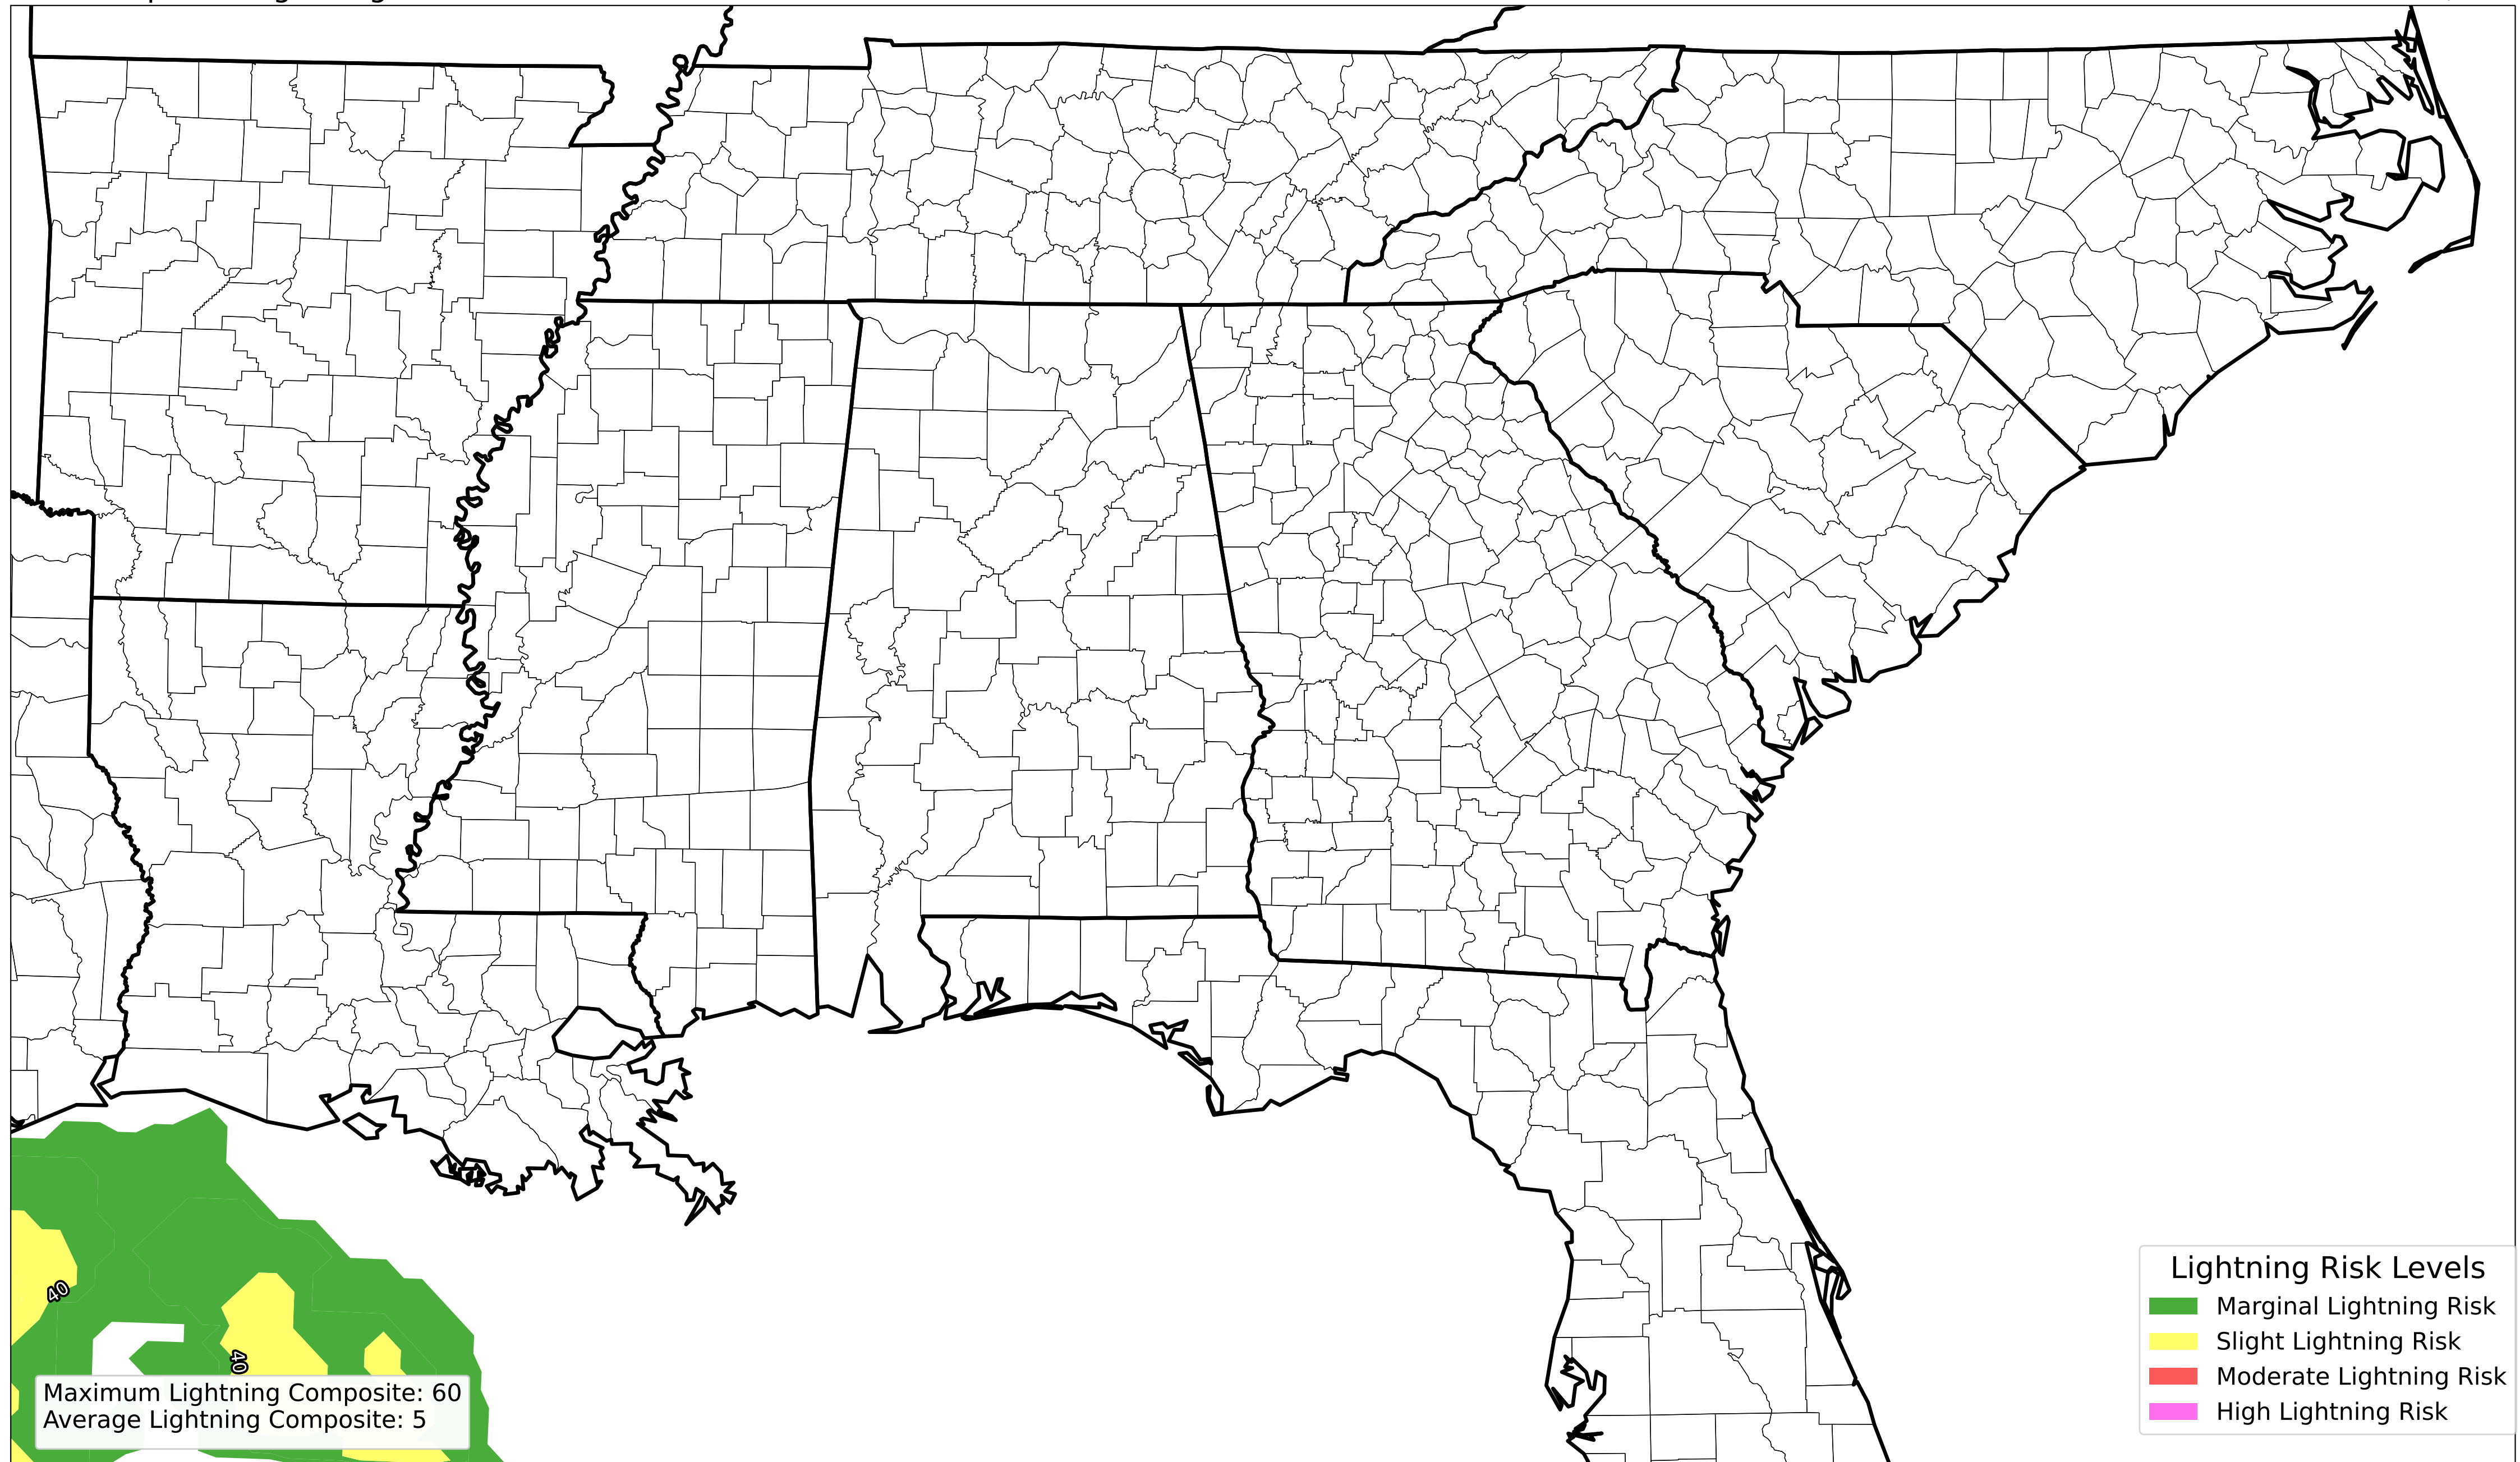 40
40
Maximum Lightning Composite: 60
Average Lightning Composite: 5
Lightning Risk Levels
Marginal Lightning Risk
Slight Lightning Risk
Moderate Lightning Risk
High Lightning Risk